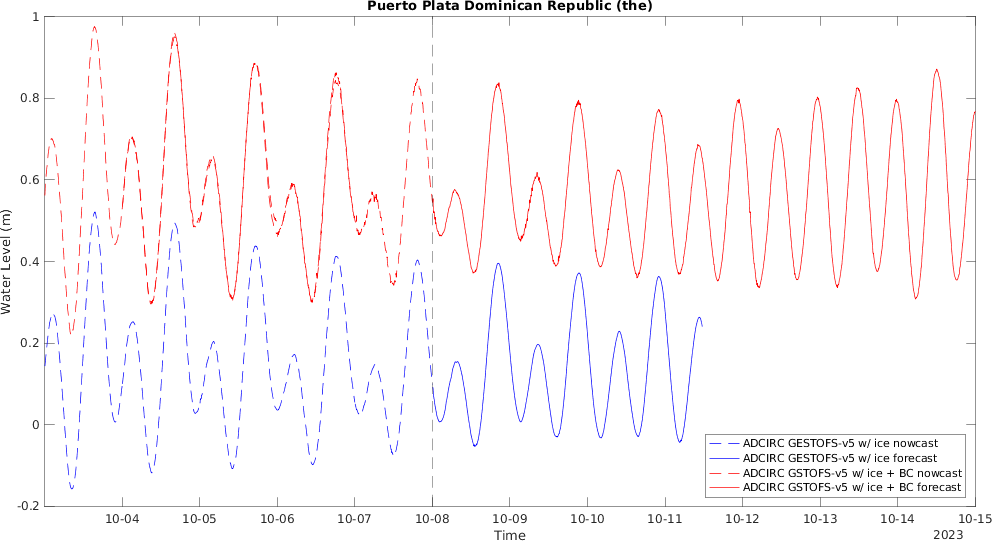 Puerto Plata Dominican Republic (the)
1
0.8
0.6
0.4
0.2
0
-0.2
Water Level (m)
10-04 10-05 10-06 10-07 10-08 10-09 10-10 10-11 10-12 10-13 10-14 10-15
Time
2023
ADCIRC GESTOFS-v5 w/ ice nowcast
ADCIRC GESTOFS-v5 w/ ice forecast
ADCIRC GSTOFS-v5 w/ ice + BC nowcast
ADCIRC GSTOFS-v5 w/ ice + BC forecast